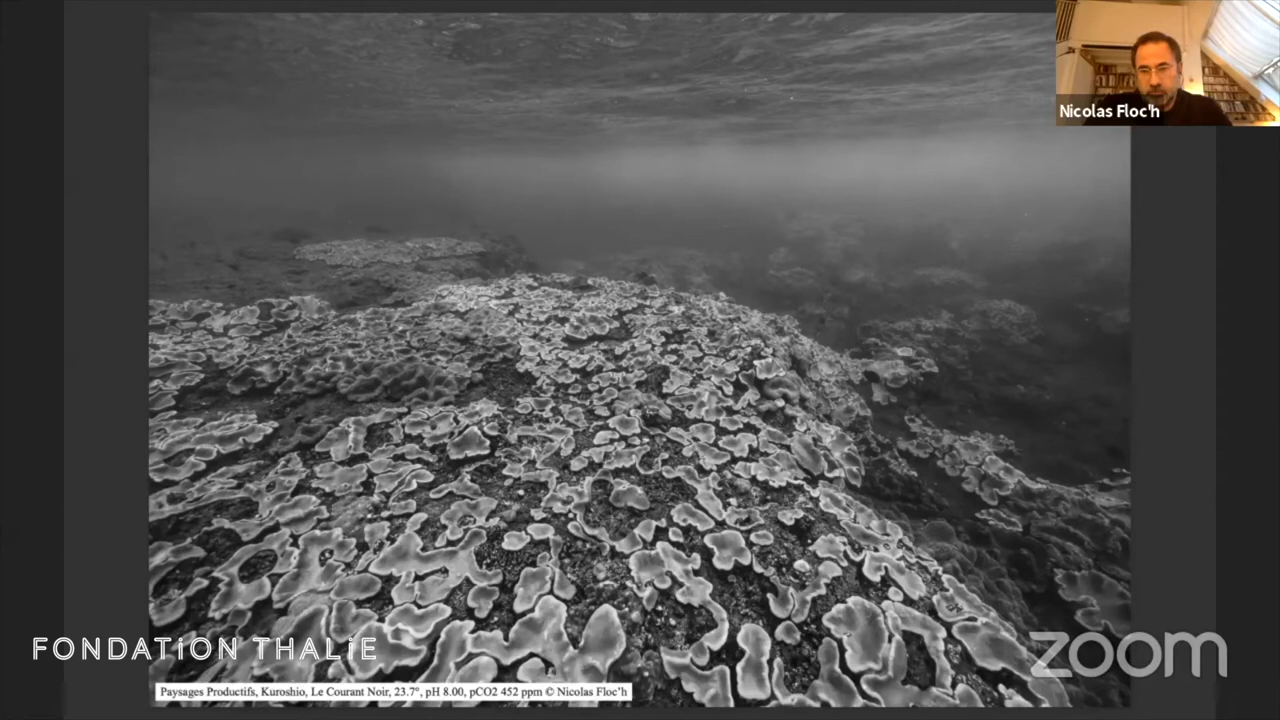 Nicolas Floc'h
FONDATiON THALiE
zoom
Paysages Productifs, Kuroshio, Le Courant Noir, 23.7°, pH 8.00, pCO2 452 ppm © Nicolas Floc'h